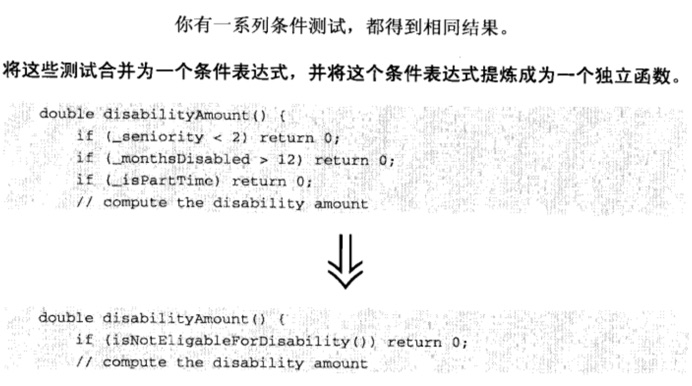 你有一系列条件测试，都得到相同结果。
将这些测试合并为一个条件表达式，并将这个条件表达式提炼成为一个独立函数。
double disabilityAmount() {
if (_seniority < 2) return 0;
if (_monthsDisabled > 12) return 0;
if (_isPartTime) return 0;
// compute the disability amount
double disabilityAmount() {
if (isNotEligableForDisability()) return 0;
// compute the disability amount